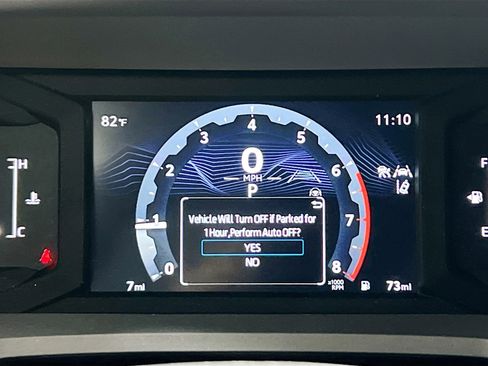 82°F
11:10
4
3
5
2
6
1
7
0
8
0
MPH
P
Vehicle Will Turn OFF if Parked for
1 Hour,Perform Auto OFF?
YES
NO
x1000
RPM
7mi
73mi
H
C
F
E